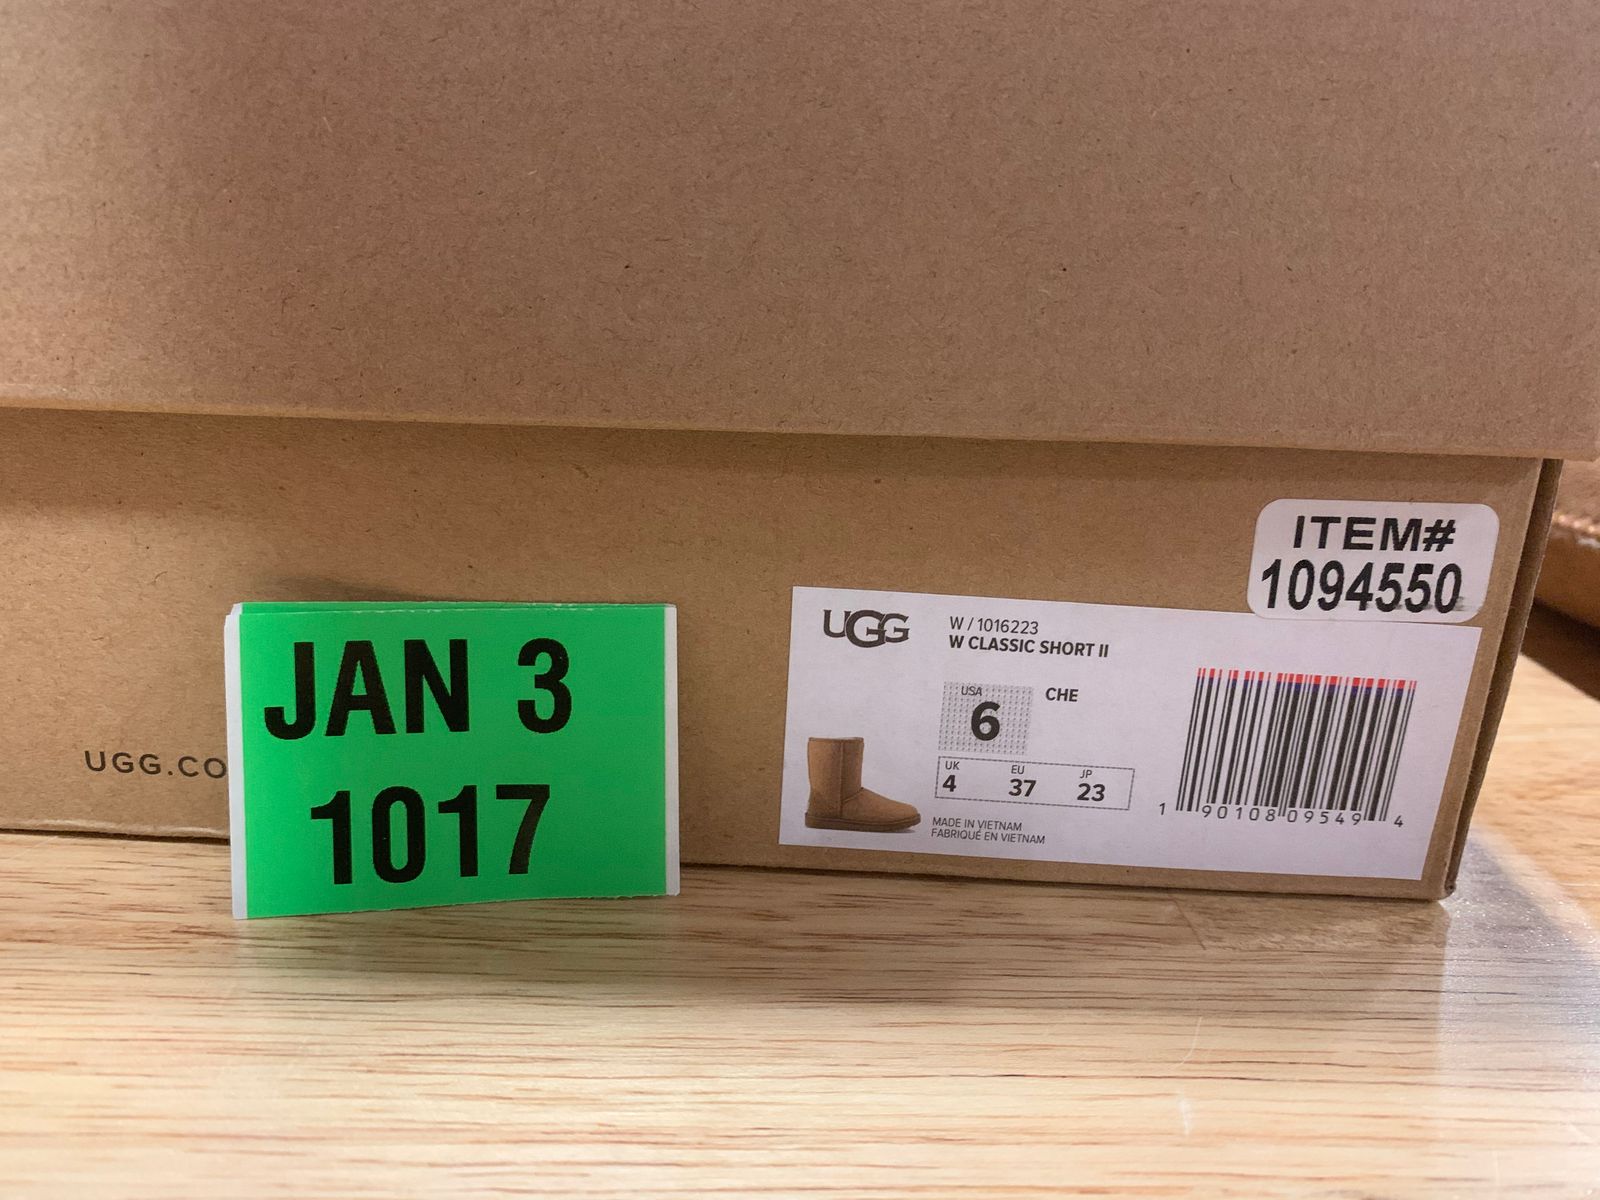 ITEM#
1094550
UGG
W / 1016223
W CLASSIC SHORT II
USA
6
CHE
UK
4
EU
37
JP
23
MADE IN VIETNAM
FABRIQUÉ EN VIETNAM
1 90108 09549 4
JAN 3
1017
UGG.CO